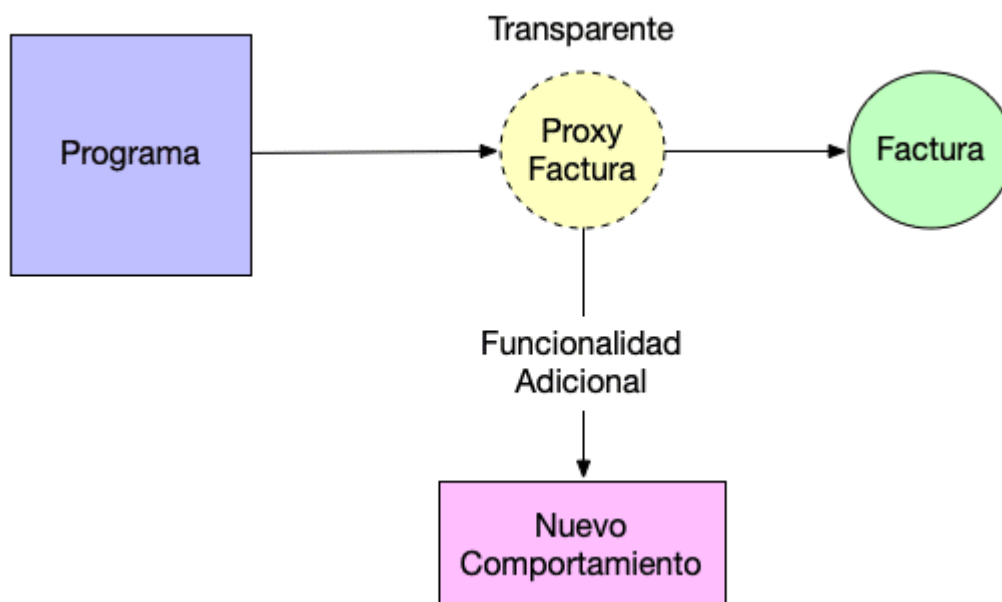 Transparente
Programa
Proxy
Factura
Factura
Funcionalidad
Adicional
Nuevo
Comportamiento